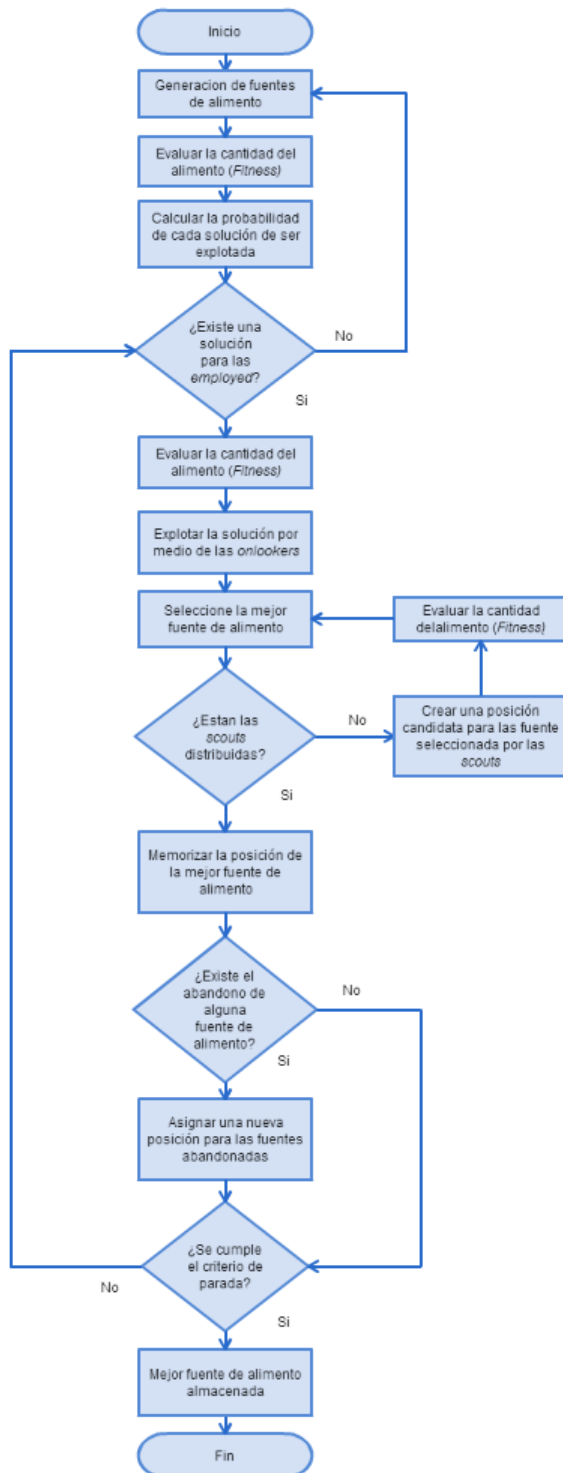 Inicio
Generacion de fuentes
de alimento
Evaluar la cantidad del
alimento (Fitness)
Calcular la probabilidad
de cada solución de ser
explotada
¿Existe una
solución
para las
employed?
No
Si
Evaluar la cantidad del
alimento (Fitness)
Explotar la solución por
medio de las onlookers
Seleccione la mejor
fuente de alimento
Evaluar la cantidad
delalimento (Fitness)
¿Estan las
scouts
distribuidas?
No
Crear una posición
candidata para las fuente
seleccionada por las
scouts
Si
Memorizar la posición de
la mejor fuente de
alimento
¿Existe el
abandono de
alguna
fuente de
alimento?
No
Si
Asignar una nueva
posición para las fuentes
abandonadas
¿Se cumple
el criterio de
parada?
No
Si
Mejor fuente de alimento
almacenada
Fin